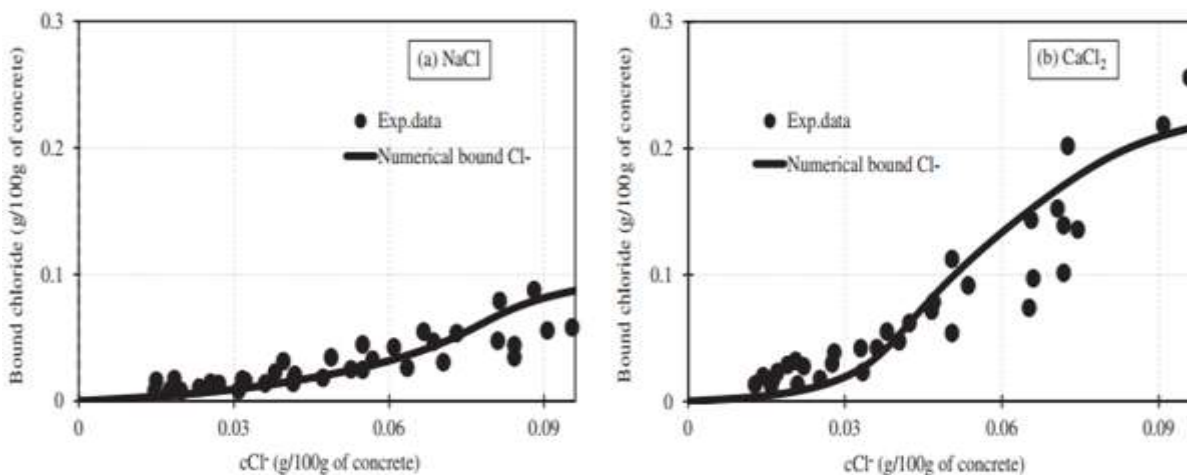 0.3
0.2
0.1
0
Bound chloride (g/100g of concrete)
(a) NaCl
Exp.data
Numerical bound Cl-
0
0.03
0.06
0.09
cCl⁻ (g/100g of concrete)
0.3
0.2
0.1
0
Bound chloride (g/100g of concrete)
(b) CaCl₂
Exp.data
Numerical bound Cl-
0
0.03
0.06
0.09
cCl⁻ (g/100g of concrete)